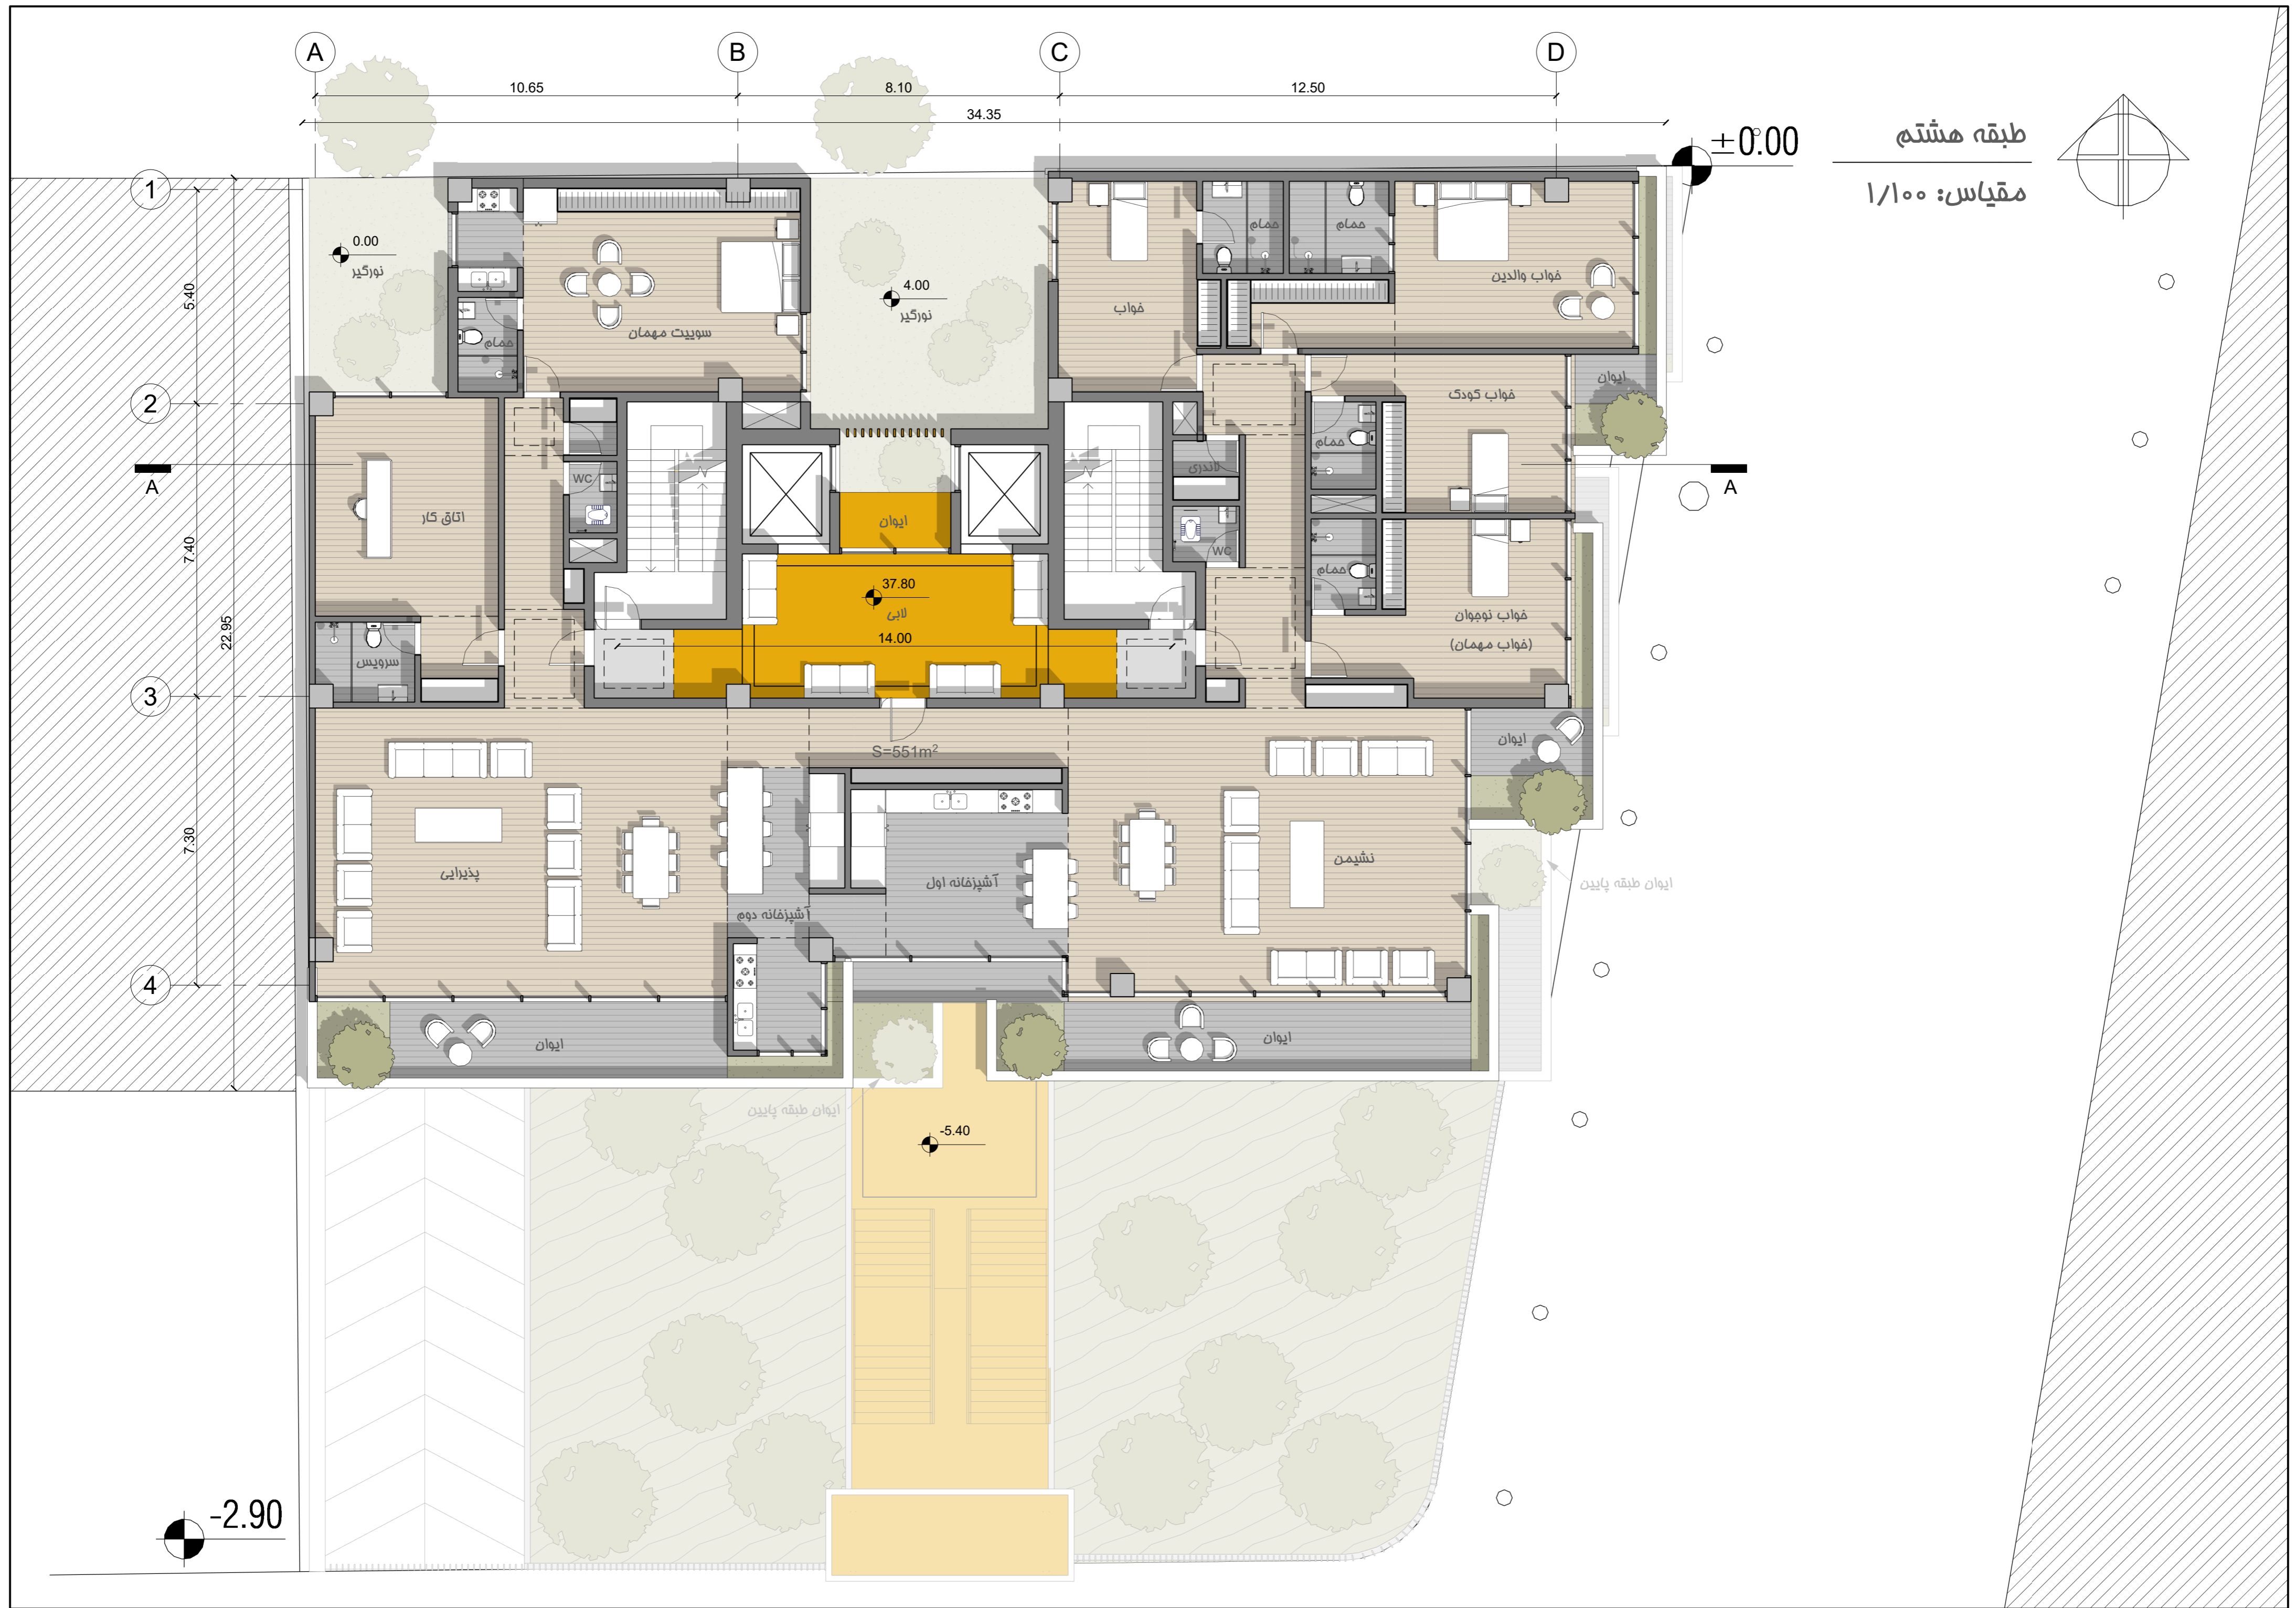 A
B
C
D
10.65
8.10
12.50
34.35
±0.00
طبقه هشتم
مقیاس: ۱/۱۰۰
1
2
3
4
5.40
7.40
7.30
22.95
0.00
نورگیر
4.00
نورگیر
حمام
سوییت مهمان
خواب
حمام
حمام
خواب والدین
ایوان
خواب کودک
حمام
لاندری
WC
WC
A
A
اتاق کار
ایوان
37.80
لابی
14.00
حمام
خواب نوجوان
(خواب مهمان)
سرویس
S=551m²
ایوان
پذیرایی
آشپزخانه اول
آشپزخانه دوم
نشیمن
ایوان طبقه پایین
ایوان
ایوان
ایوان طبقه پایین
-5.40
-2.90